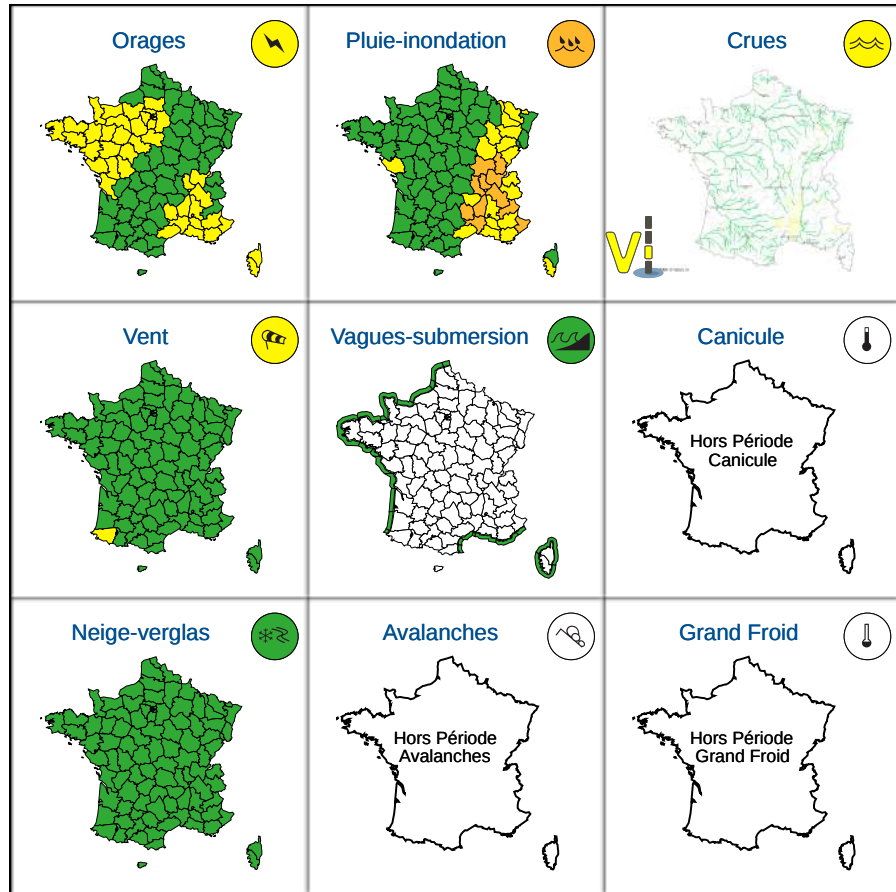 Orages
Pluie-inondation
Crues
Vi
Vent
Vagues-submersion
Canicule
Hors Période
Canicule
Neige-verglas
Avalanches
Grand Froid
Hors Période
Avalanches
Hors Période
Grand Froid